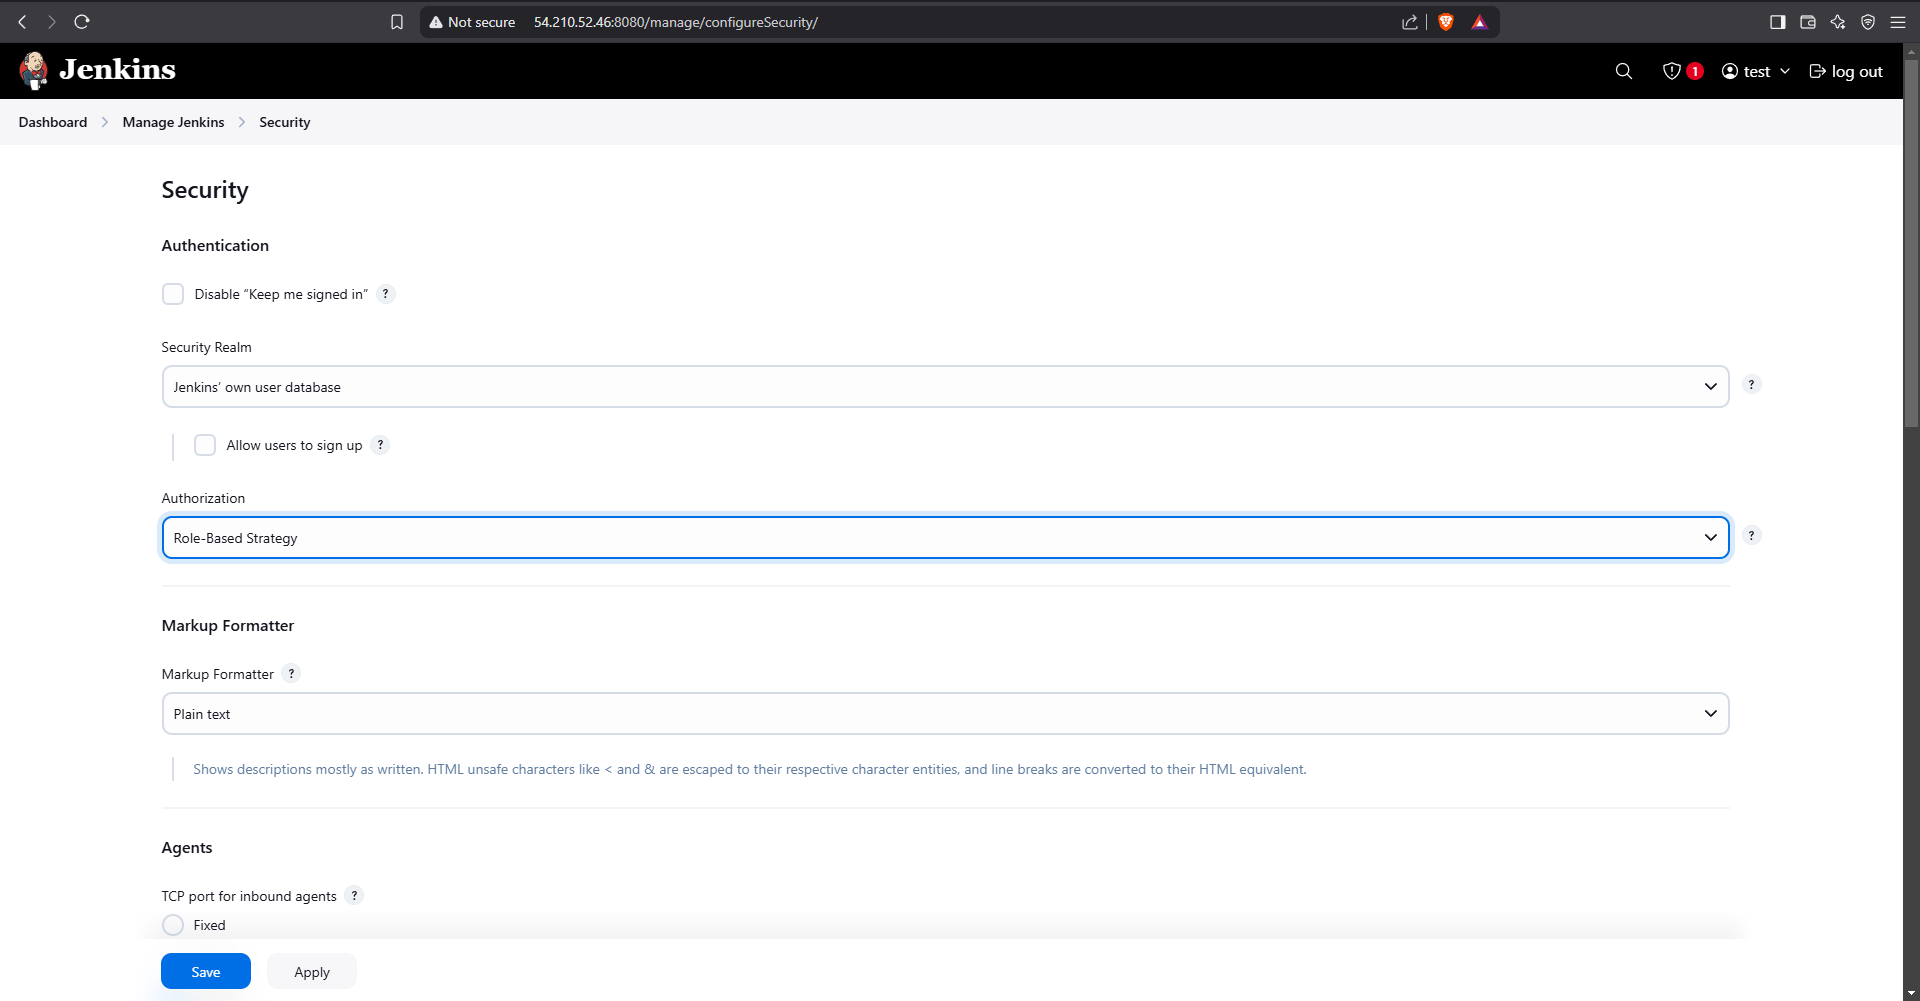 Not secure 54.210.52.46:8080/manage/configureSecurity/
Jenkins
1
test
log out
Dashboard
Manage Jenkins
Security
Security
Authentication
Disable “Keep me signed in” ?
Security Realm
Jenkins’ own user database
?
Allow users to sign up ?
Authorization
Role-Based Strategy
?
Markup Formatter
Markup Formatter ?
Plain text
Shows descriptions mostly as written. HTML unsafe characters like < and & are escaped to their respective character entities, and line breaks are converted to their HTML equivalent.
Agents
TCP port for inbound agents ?
Fixed
Save
Apply